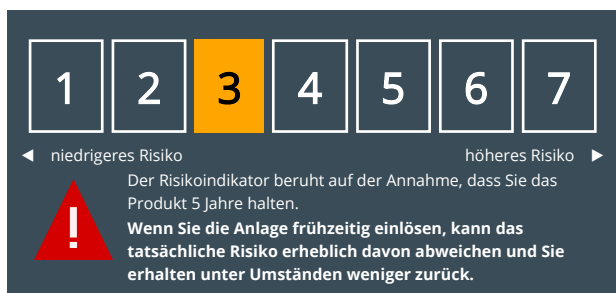 1 2 3 4 5 6 7
◄ niedrigeres Risiko höheres Risiko ►
Der Risikoindikator beruht auf der Annahme, dass Sie das
Produkt 5 Jahre halten.
Wenn Sie die Anlage frühzeitig einlösen, kann das
tatsächliche Risiko erheblich davon abweichen und Sie
erhalten unter Umständen weniger zurück.
!